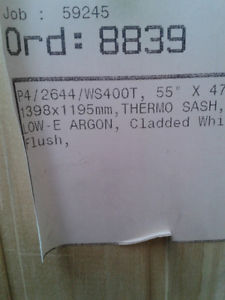 Job : 59245
Ord: 8839
P4/2644/WS400T, 55" X 47
1398x1195mm,THERMO SASH,
LOW-E ARGON, Cladded Whi
Flush,